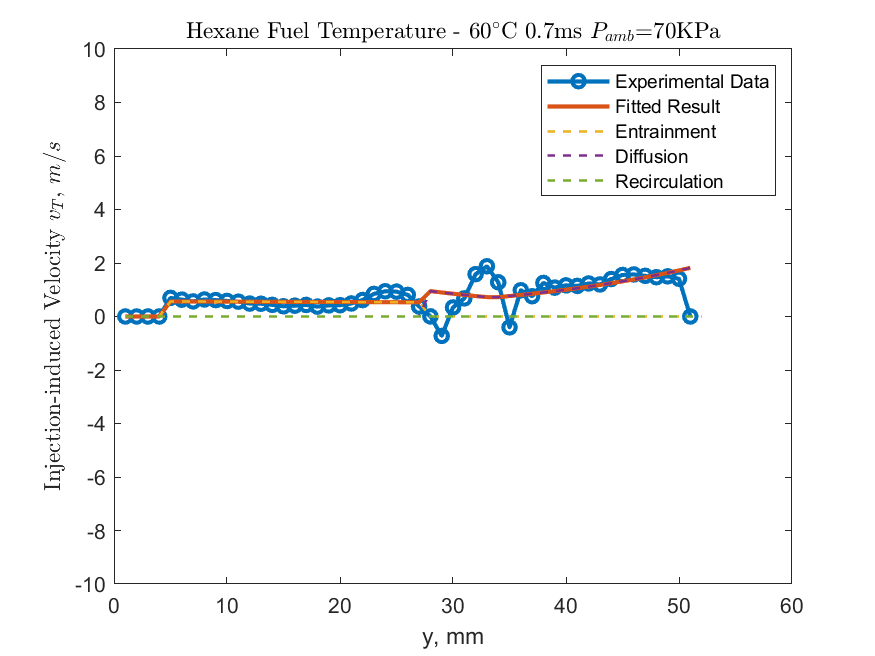 Hexane Fuel Temperature - 60°C 0.7ms P_amb=70KPa
Injection-induced Velocity v_T, m/s
10
8
6
4
2
0
-2
-4
-6
-8
-10
Experimental Data
Fitted Result
Entrainment
Diffusion
Recirculation
0 10 20 30 40 50 60
y, mm